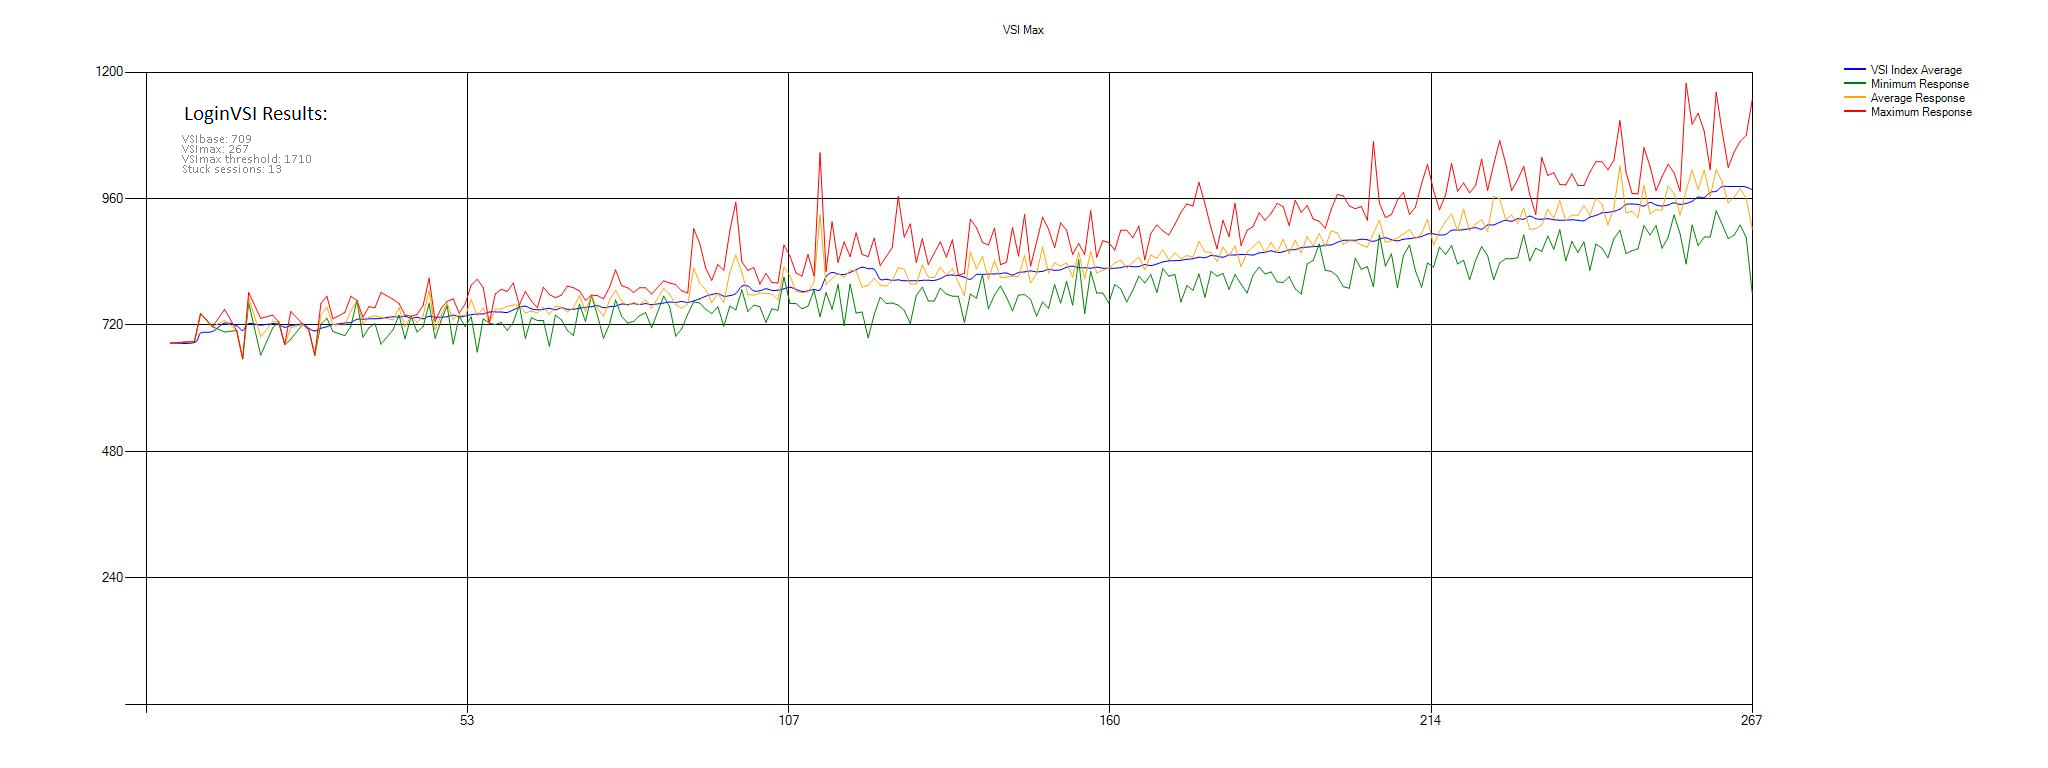 VSI Max
1200
960
720
480
240
LoginVSI Results:
VSIbase: 709
VSImax: 267
VSImax threshold: 1710
Stuck sessions: 13
VSI Index Average
Minimum Response
Average Response
Maximum Response
53
107
160
214
267